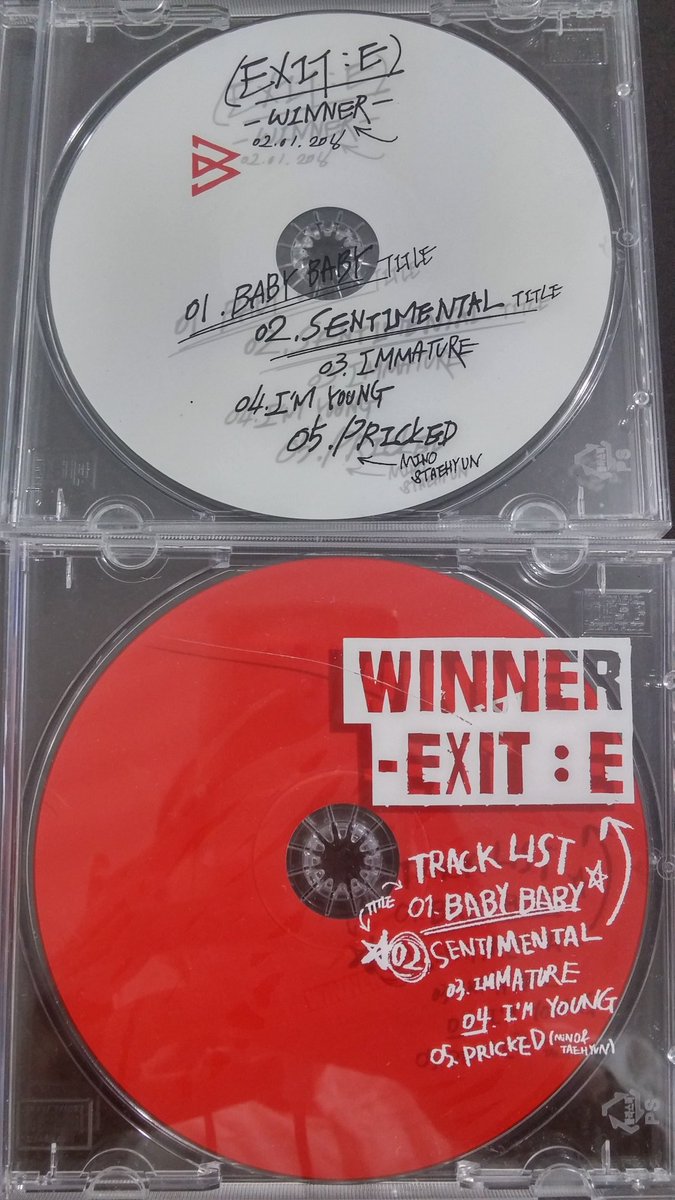 (EXIT:E)
-WINNER-
02.01.2016
01. BABY BABY TITLE
02. SENTIMENTAL TITLE
03. IMMATURE
04. I'M YOUNG
05. PRICKED
MINO
&TAEHYUN
WINNER
-EXIT:E
TRACK LIST
TITLE 01. BABY BABY
02 SENTIMENTAL
03. IMMATURE
04. I'M YOUNG
05. PRICKED (MINO&
TAEHYUN)
PS
PS